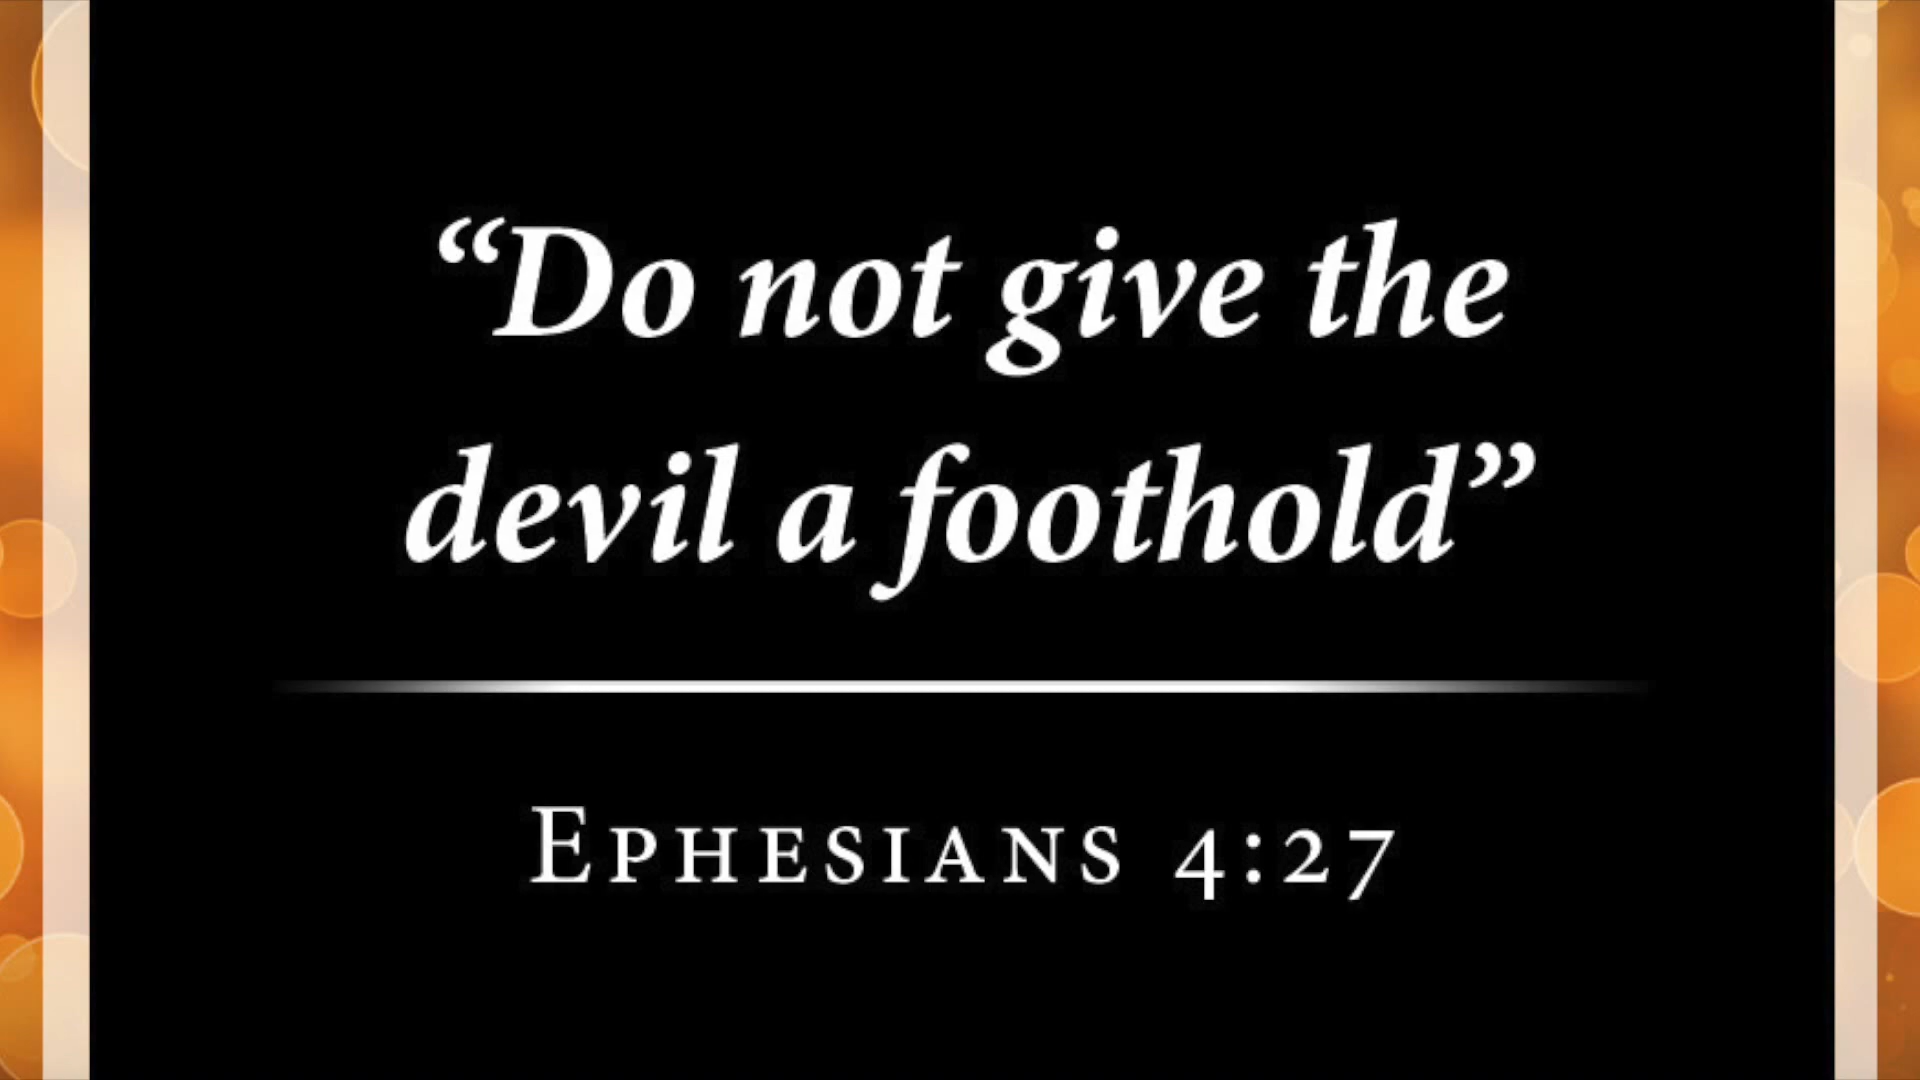 “Do not give the
devil a foothold”
Ephesians 4:27